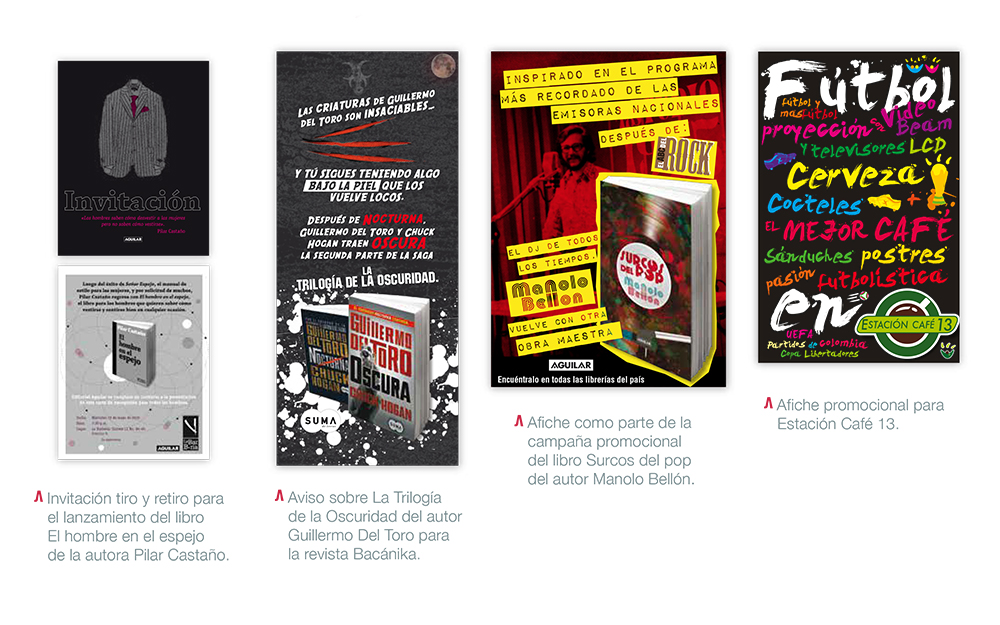 Invitación
«Los hombres saben cómo desvestir a las mujeres
pero no saben cómo vestirse».
Pilar Castaño
AGUILAR
Luego del éxito de Señor Espejo, el manual de
estilo para las mujeres, y por solicitud de muchos,
Pilar Castaño regresa con El hombre en el espejo,
el libro para los hombres que quieren saber cómo
vestirse y sentirse bien en cualquier ocasión.
Pilar Castaño
El
hombre
en el
espejo
AGUILAR
LAS CRIATURAS DE GUILLERMO
DEL TORO SON INSACIABLES...
Y TÚ SIGUES TENIENDO ALGO
BAJO LA PIEL QUE LOS
VUELVE LOCOS.
DESPUÉS DE NOCTURNA,
GUILLERMO DEL TORO Y CHUCK
HOGAN TRAEN OSCURA
LA SEGUNDA PARTE DE LA SAGA
LA
TRILOGÍA DE LA OSCURIDAD.
GUILLERMO
DEL TORO
NOCTURNA
CHUCK
HOGAN
GUILLERMO
DEL TORO
OSCURA
CHUCK HOGAN
SUMA
INSPIRADO EN EL PROGRAMA
MÁS RECORDADO DE LAS
EMISORAS NACIONALES
DESPUÉS DE:
EL ABC DEL
ROCK
SURCOS
DEL POP
MANOLO
BELLON
EL DJ DE TODOS
LOS TIEMPOS,
MANOLO
BELLON
VUELVE CON OTRA
OBRA MAESTRA
AGUILAR
Encuéntralo en todas las librerías del país
Fútbol
fútbol y
más fútbol
proyección en Video
Beam
y televisores LCD
Cerveza
Cocteles +
EL MEJOR CAFÉ
Sánduches postres
pasión futbolística
en
ESTACIÓN CAFÉ 13
UEFA
Partidos de Colombia
Copa Libertadores
Invitación tiro y retiro para
el lanzamiento del libro
El hombre en el espejo
de la autora Pilar Castaño.
Aviso sobre La Trilogía
de la Oscuridad del autor
Guillermo Del Toro para
la revista Bacánika.
Afiche como parte de la
campaña promocional
del libro Surcos del pop
del autor Manolo Bellón.
Afiche promocional para
Estación Café 13.